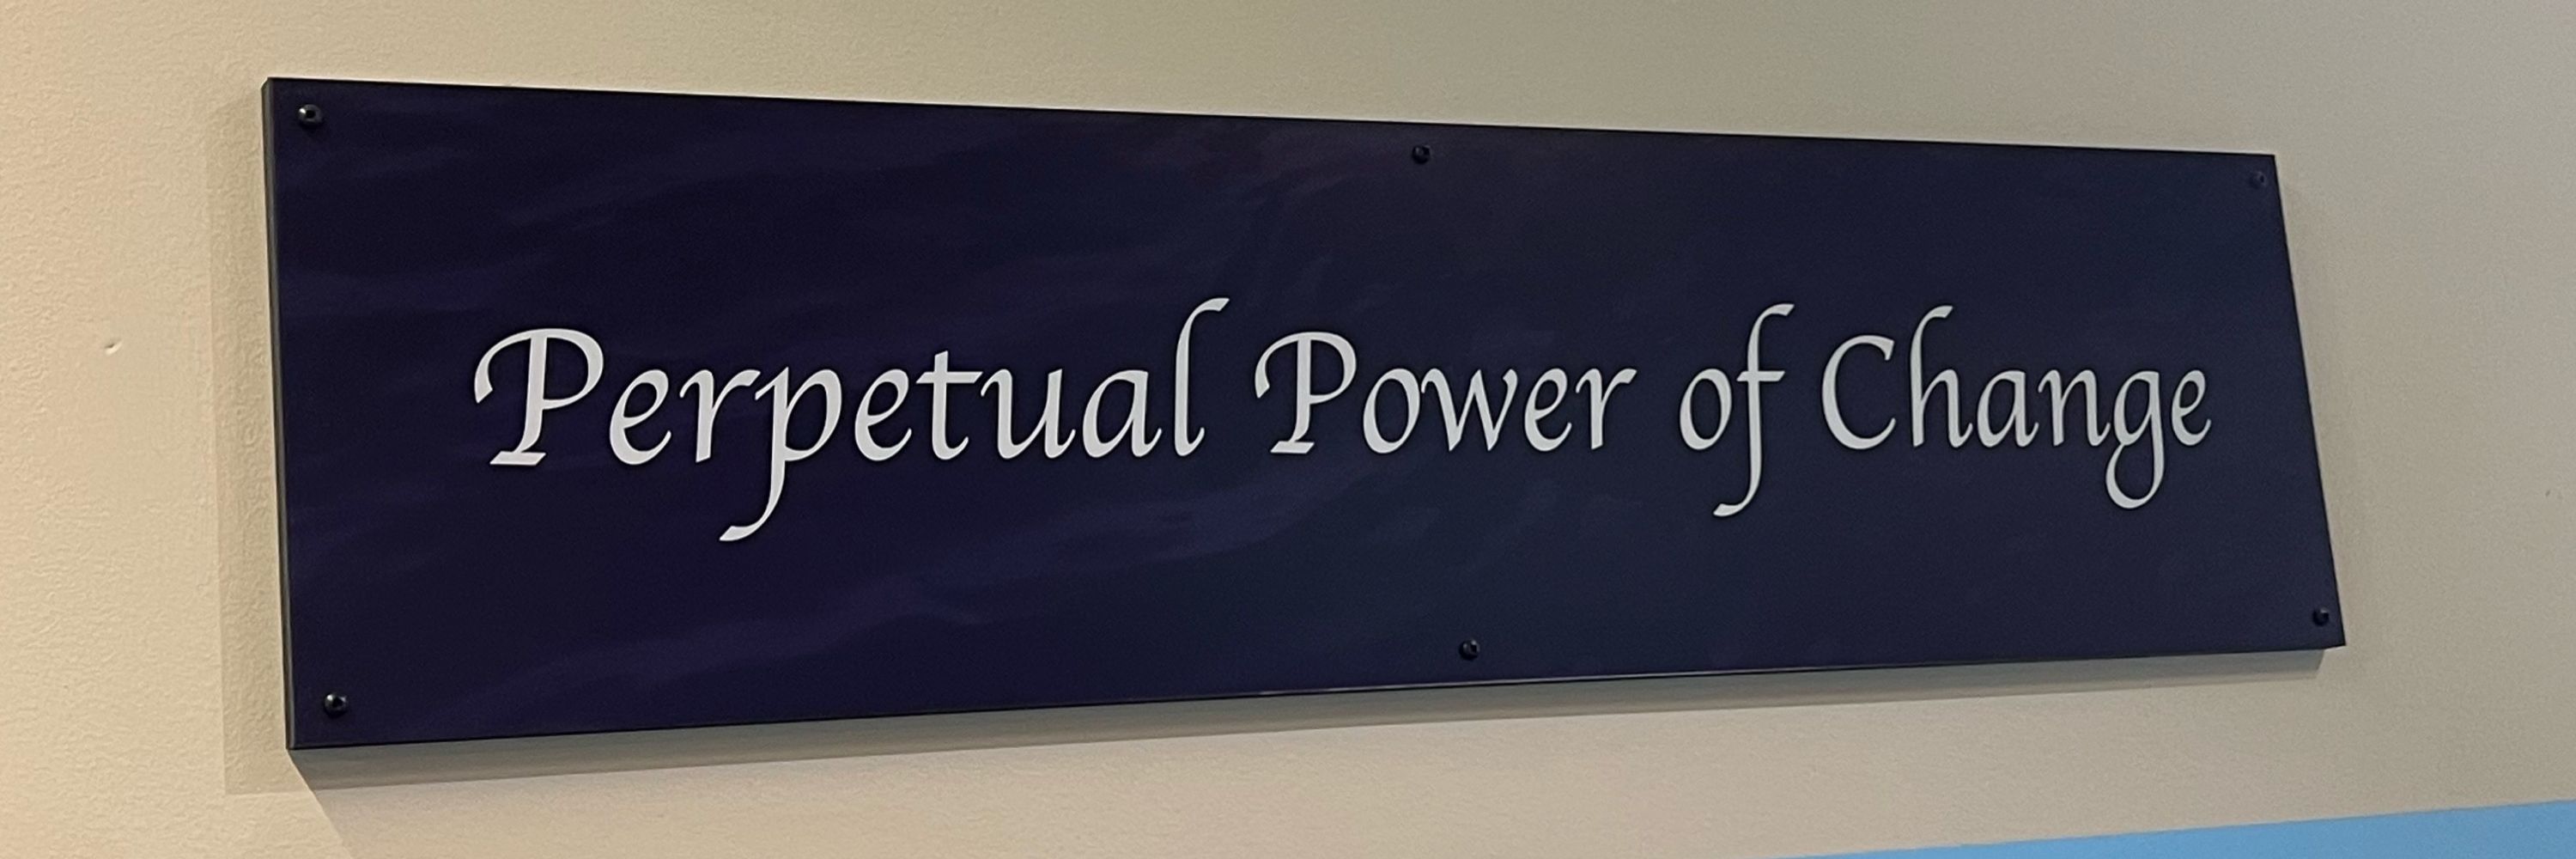 Perpetual Power of Change